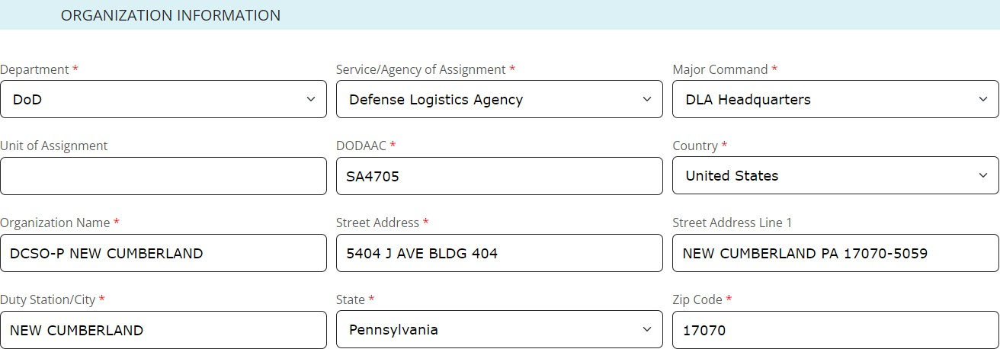 ORGANIZATION INFORMATION
Department * Service/Agency of Assignment * Major Command *
DoD Defense Logistics Agency DLA Headquarters
Unit of Assignment DODAAC * Country *
SA4705 United States
Organization Name * Street Address * Street Address Line 1
DCSO-P NEW CUMBERLAND 5404 J AVE BLDG 404 NEW CUMBERLAND PA 17070-5059
Duty Station/City * State * Zip Code *
NEW CUMBERLAND Pennsylvania 17070